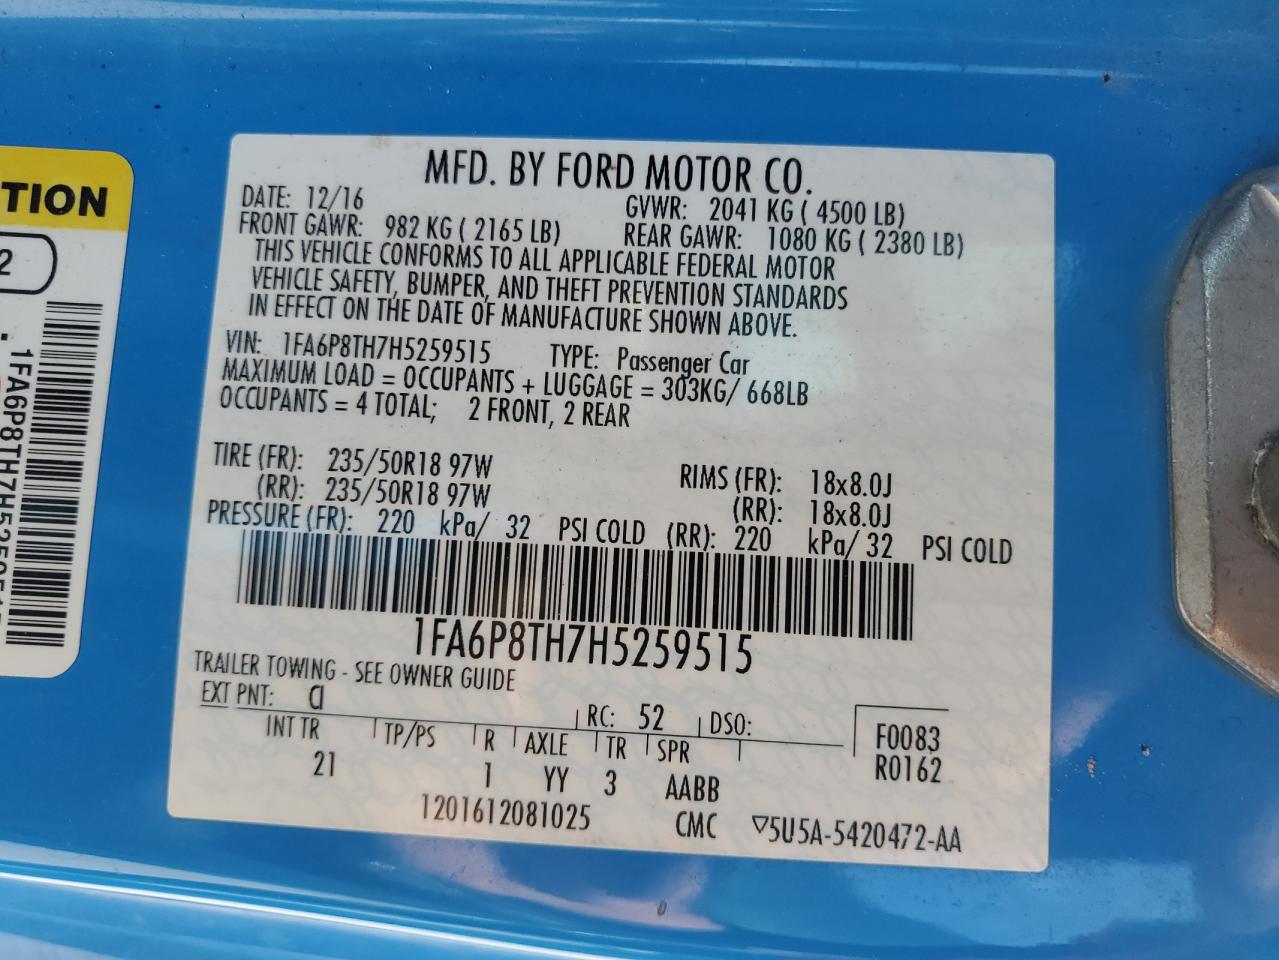 MFD. BY FORD MOTOR CO.
DATE: 12/16 GVWR: 2041 KG ( 4500 LB)
FRONT GAWR: 982 KG ( 2165 LB) REAR GAWR: 1080 KG ( 2380 LB)
THIS VEHICLE CONFORMS TO ALL APPLICABLE FEDERAL MOTOR
VEHICLE SAFETY, BUMPER, AND THEFT PREVENTION STANDARDS
IN EFFECT ON THE DATE OF MANUFACTURE SHOWN ABOVE.
VIN: 1FA6P8TH7H5259515 TYPE: Passenger Car
MAXIMUM LOAD = OCCUPANTS + LUGGAGE = 303KG/ 668LB
OCCUPANTS = 4 TOTAL; 2 FRONT, 2 REAR
TIRE (FR): 235/50R18 97W RIMS (FR): 18x8.0J
(RR): 235/50R18 97W (RR): 18x8.0J
PRESSURE (FR): 220 kPa/ 32 PSI COLD (RR): 220 kPa/ 32 PSI COLD
1FA6P8TH7H5259515
TRAILER TOWING - SEE OWNER GUIDE
EXT PNT: CI RC: 52 DSO: F0083
INT TR TP/PS R AXLE TR SPR R0162
21 1 YY 3 AABB
1201612081025 CMC ▽5U5A-5420472-AA
TION
2